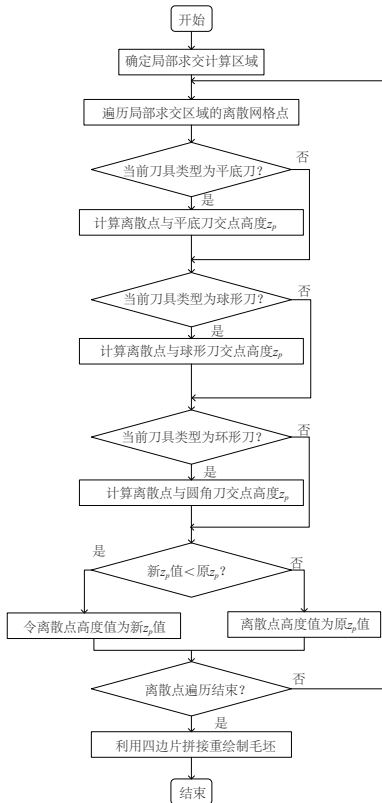 开始
确定局部求交计算区域
遍历局部求交区域的离散网格点
当前刀具类型为平底刀？
否
是
计算离散点与平底刀交点高度zp
当前刀具类型为球形刀？
否
是
计算离散点与球形刀交点高度zp
当前刀具类型为环形刀？
否
是
计算离散点与圆角刀交点高度zp
是
新zp值＜原zp？
否
令离散点高度值为新zp值
离散点高度值为原zp值
离散点遍历结束？
否
是
利用四边片拼接重绘制毛坯
结束